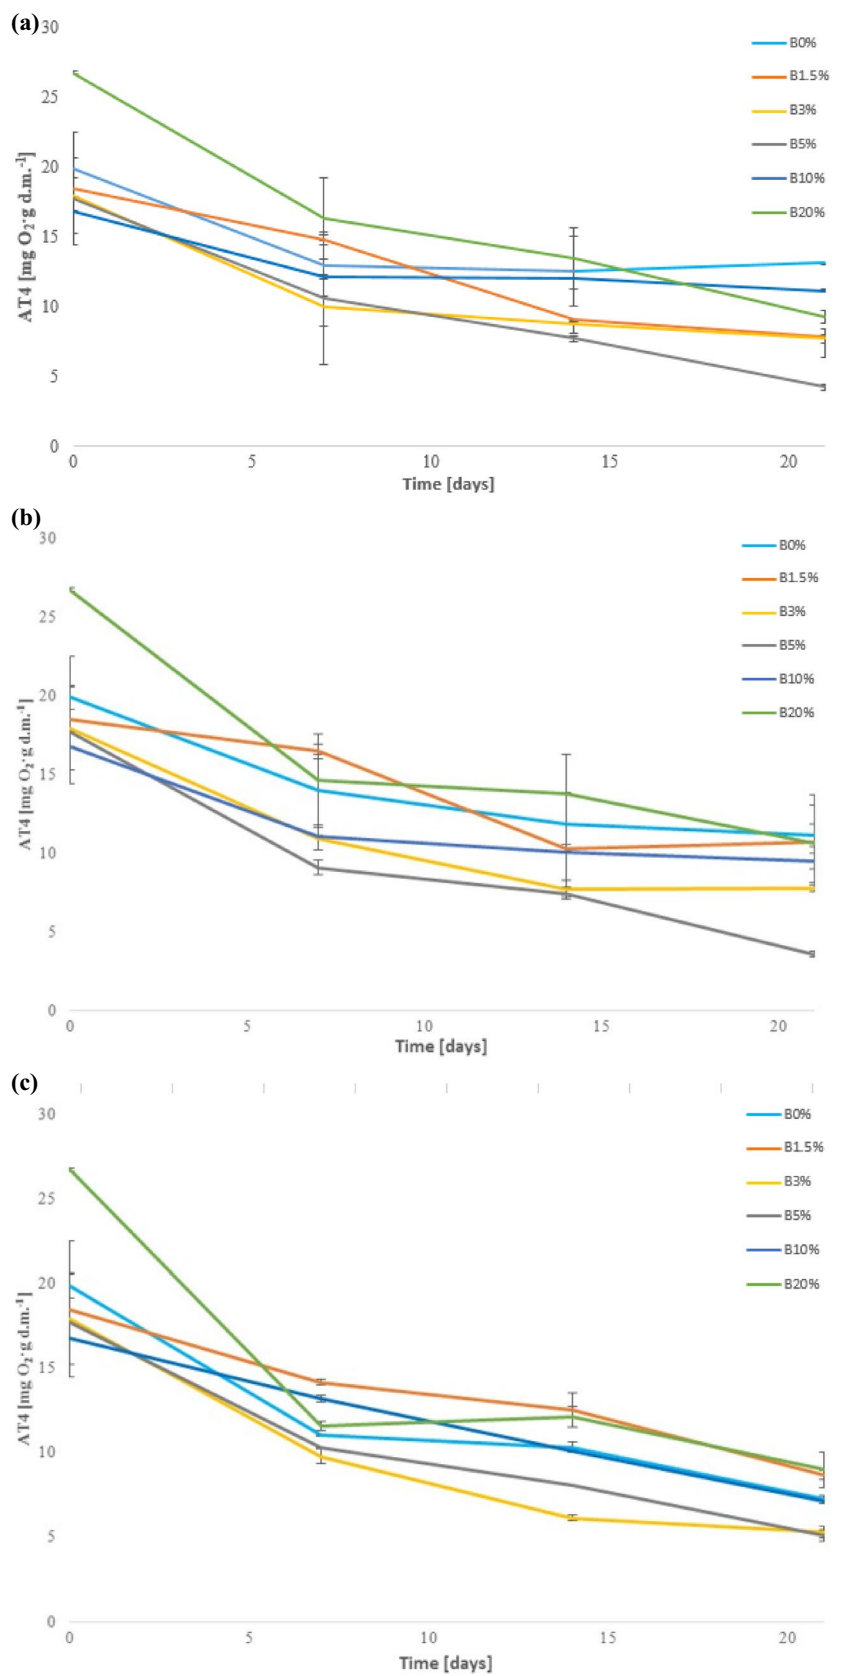 (a)
30
25
20
15
10
5
0
AT4 [mg O₂·g d.m.⁻¹]
0 5 10 15 20
Time [days]
B0%
B1.5%
B3%
B5%
B10%
B20%
(b)
30
25
20
15
10
5
0
AT4 [mg O₂·g d.m.⁻¹]
0 5 10 15 20
Time [days]
B0%
B1.5%
B3%
B5%
B10%
B20%
(c)
30
25
20
15
10
5
0
AT4 [mg O₂·g d.m.⁻¹]
0 5 10 15 20
Time [days]
B0%
B1.5%
B3%
B5%
B10%
B20%